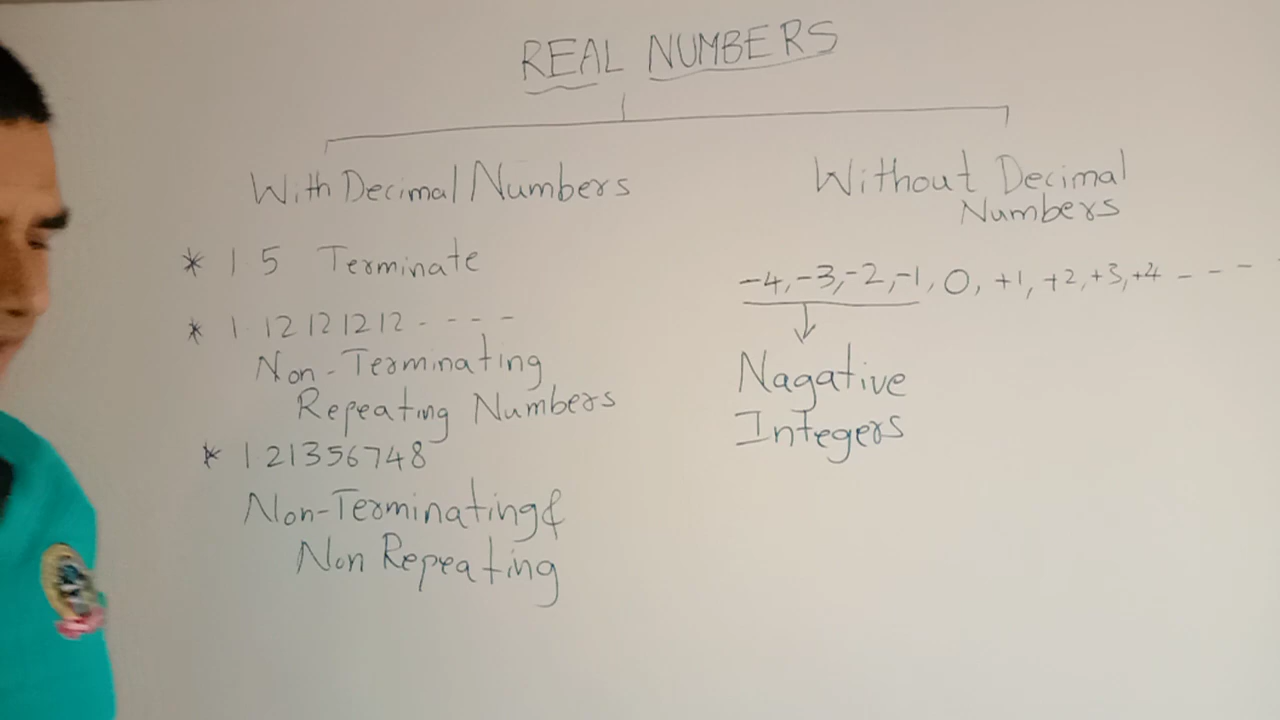 REAL NUMBERS
With Decimal Numbers
* 1.5 Terminate
* 1.12121212----
Non-Terminating
Repeating Numbers
* 1.21356748
Non-Terminating &
Non Repeating
Without Decimal
Numbers
-4,-3,-2,-1, 0, +1, +2,+3,+4 ---
Nagative
Integers